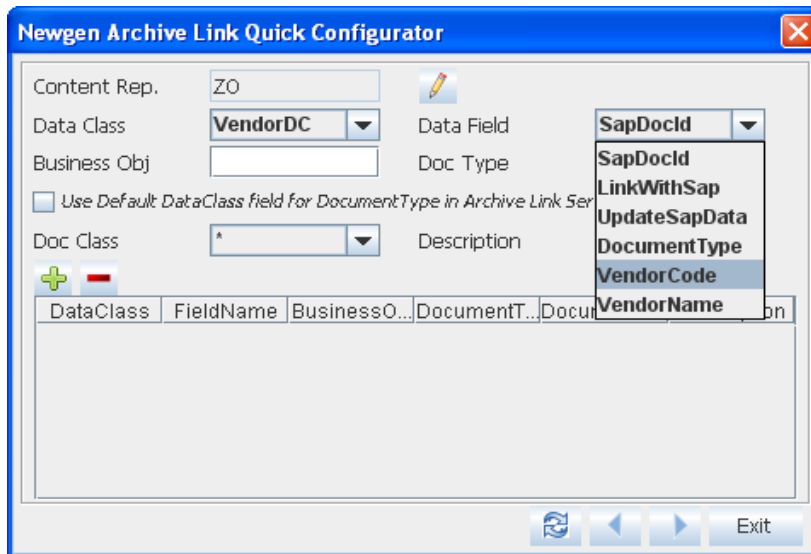 Newgen Archive Link Quick Configurator
Content Rep. ZO
Data Class VendorDC Data Field SapDocId
Business Obj Doc Type
SapDocId
LinkWithSap
UpdateSapData
DocumentType
VendorCode
VendorName
Use Default DataClass field for DocumentType in Archive Link Ser
Doc Class * Description
DataClass FieldName BusinessO... DocumentT... Docu on
Exit